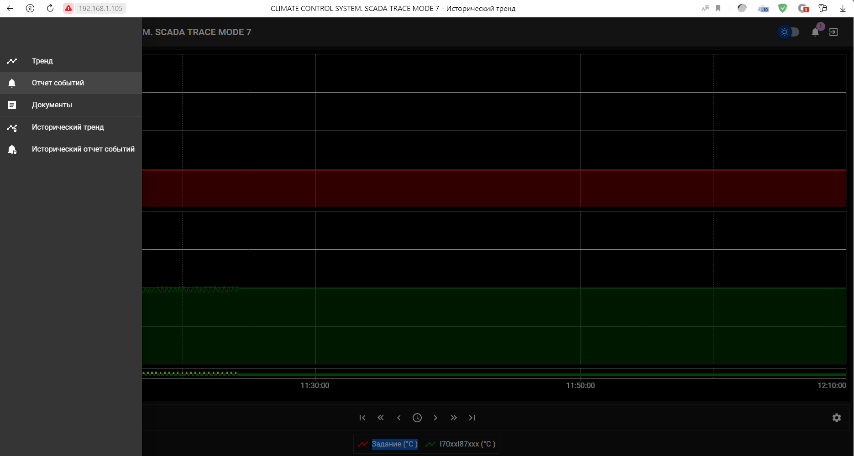 192.168.1.105
CLIMATE CONTROL SYSTEM. SCADA TRACE MODE 7 - Исторический тренд
M. SCADA TRACE MODE 7
Тренд
Отчет событий
Документы
Исторический тренд
Исторический отчет событий
11:30:00
11:50:00
12:10:00
Задание (°C )
I70xxI87xxx (°C )